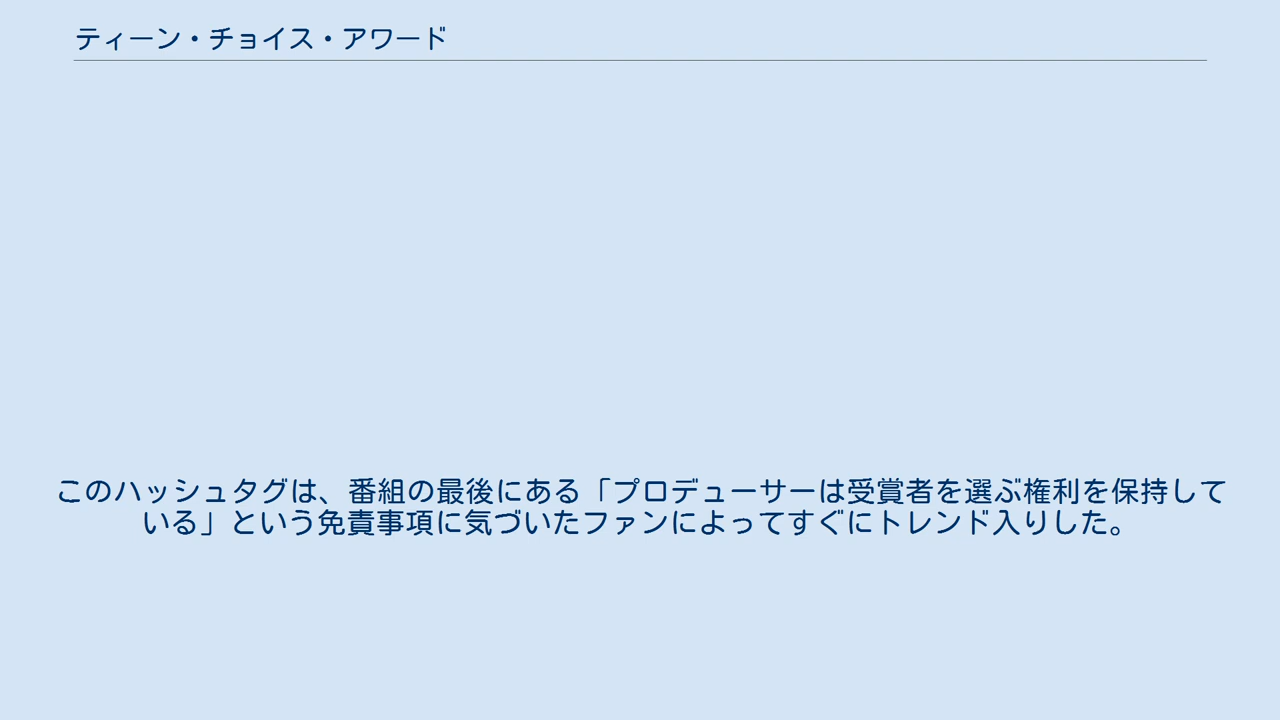 ティーン・チョイス・アワード
このハッシュタグは、番組の最後にある「プロデューサーは受賞者を選ぶ権利を保持して
いる」という免責事項に気づいたファンによってすぐにトレンド入りした。